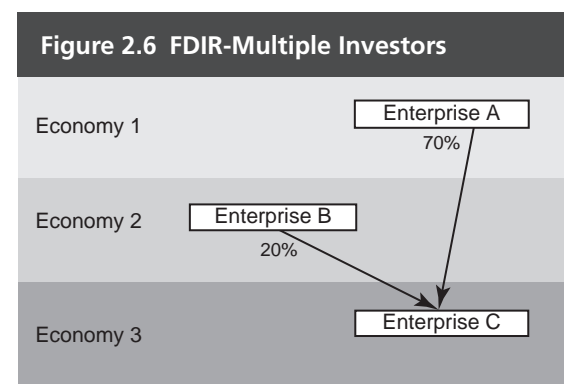 Figure 2.6 FDIR-Multiple Investors
Economy 1
Enterprise A
70%
Economy 2
Enterprise B
20%
Economy 3
Enterprise C